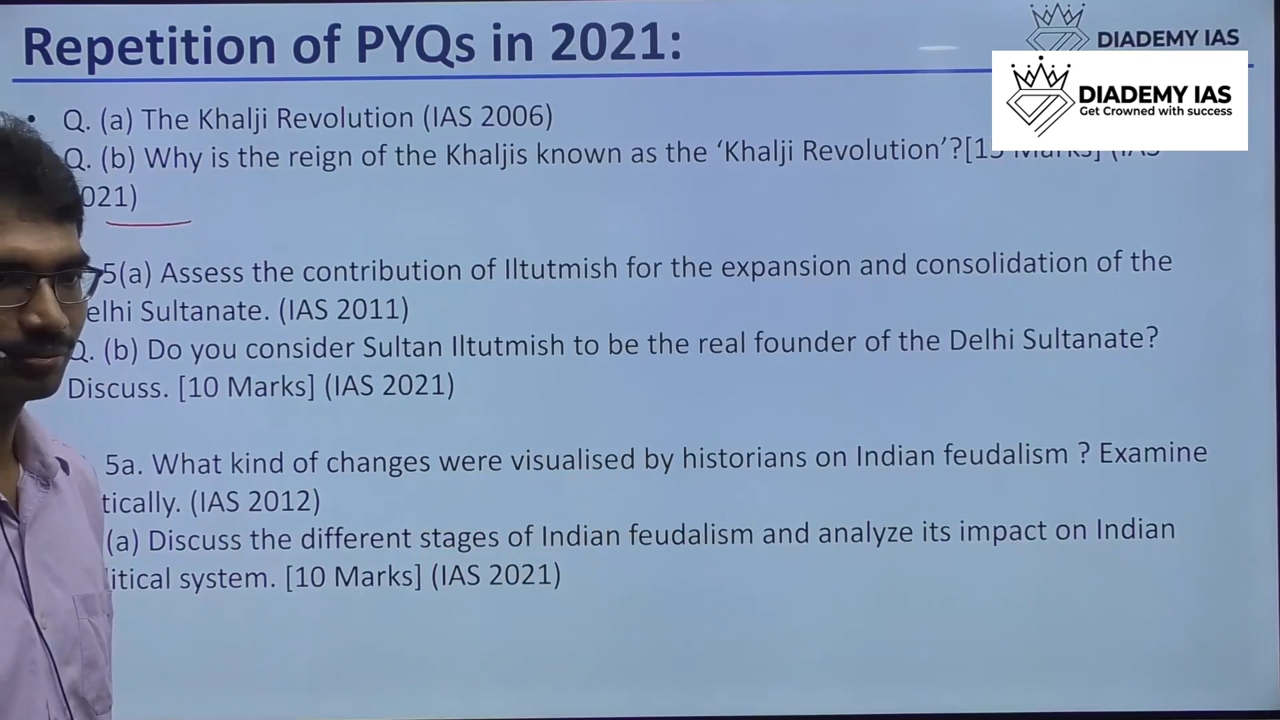 Repetition of PYQs in 2021:
DIADEMY IAS
DIADEMY IAS
Get Crowned with success
• Q. (a) The Khalji Revolution (IAS 2006)
Q. (b) Why is the reign of the Khaljis known as the ‘Khalji Revolution’?[15 Marks] (IAS
021)
5(a) Assess the contribution of Iltutmish for the expansion and consolidation of the
elhi Sultanate. (IAS 2011)
Q. (b) Do you consider Sultan Iltutmish to be the real founder of the Delhi Sultanate?
Discuss. [10 Marks] (IAS 2021)
5a. What kind of changes were visualised by historians on Indian feudalism ? Examine
tically. (IAS 2012)
(a) Discuss the different stages of Indian feudalism and analyze its impact on Indian
itical system. [10 Marks] (IAS 2021)